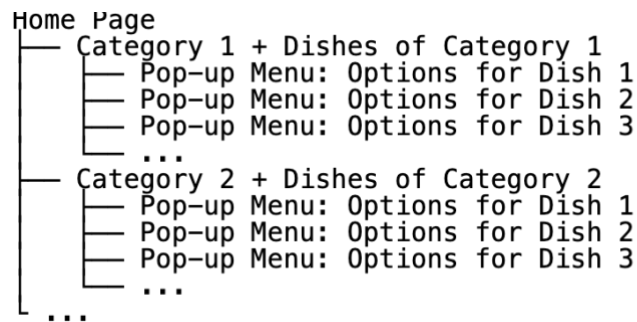 Home Page
├── Category 1 + Dishes of Category 1
│   ├── Pop-up Menu: Options for Dish 1
│   ├── Pop-up Menu: Options for Dish 2
│   ├── Pop-up Menu: Options for Dish 3
│   └── ...
├── Category 2 + Dishes of Category 2
│   ├── Pop-up Menu: Options for Dish 1
│   ├── Pop-up Menu: Options for Dish 2
│   ├── Pop-up Menu: Options for Dish 3
│   └── ...
└ ...